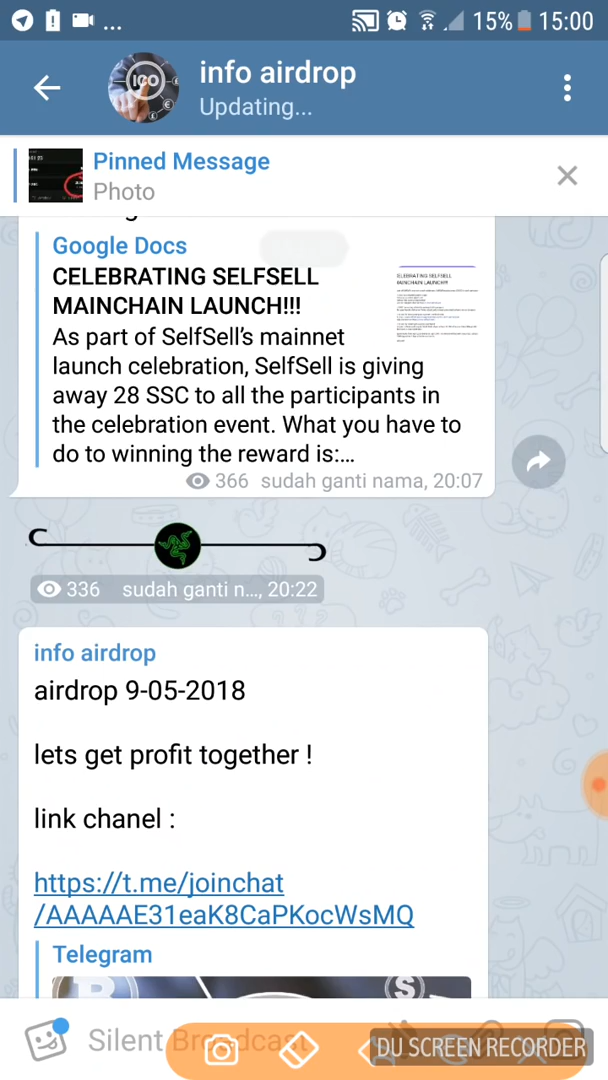 ... 15% 15:00
ICO
info airdrop
Updating...
Pinned Message
Photo
Google Docs
CELEBRATING SELFSELL
MAINCHAIN LAUNCH!!!
As part of SelfSell's mainnet
launch celebration, SelfSell is giving
away 28 SSC to all the participants in
the celebration event. What you have to
do to winning the reward is:...
366 sudah ganti nama, 20:07
336 sudah ganti n..., 20:22
info airdrop
airdrop 9-05-2018
lets get profit together !
link chanel :
https://t.me/joinchat
/AAAAAE31eaK8CaPKocWsMQ
Telegram
Silent Broadcast
DU SCREEN RECORDER